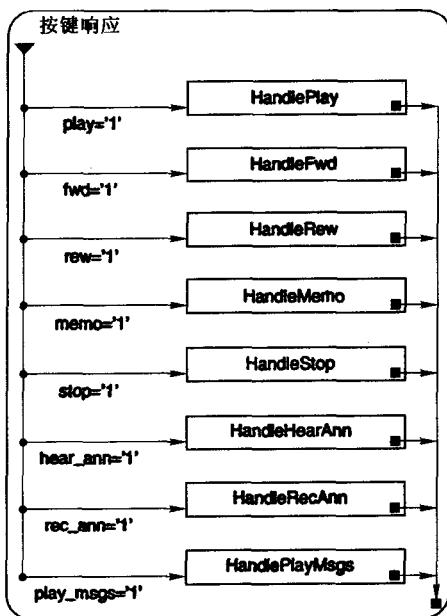 按键响应
HandlePlay
play='1'
HandleFwd
fwd='1'
HandleRew
rew='1'
HandleMemo
memo='1'
HandleStop
stop='1'
HandleHearAnn
hear_ann='1'
HandleRecAnn
rec_ann='1'
HandlePlayMsgs
play_msgs='1'